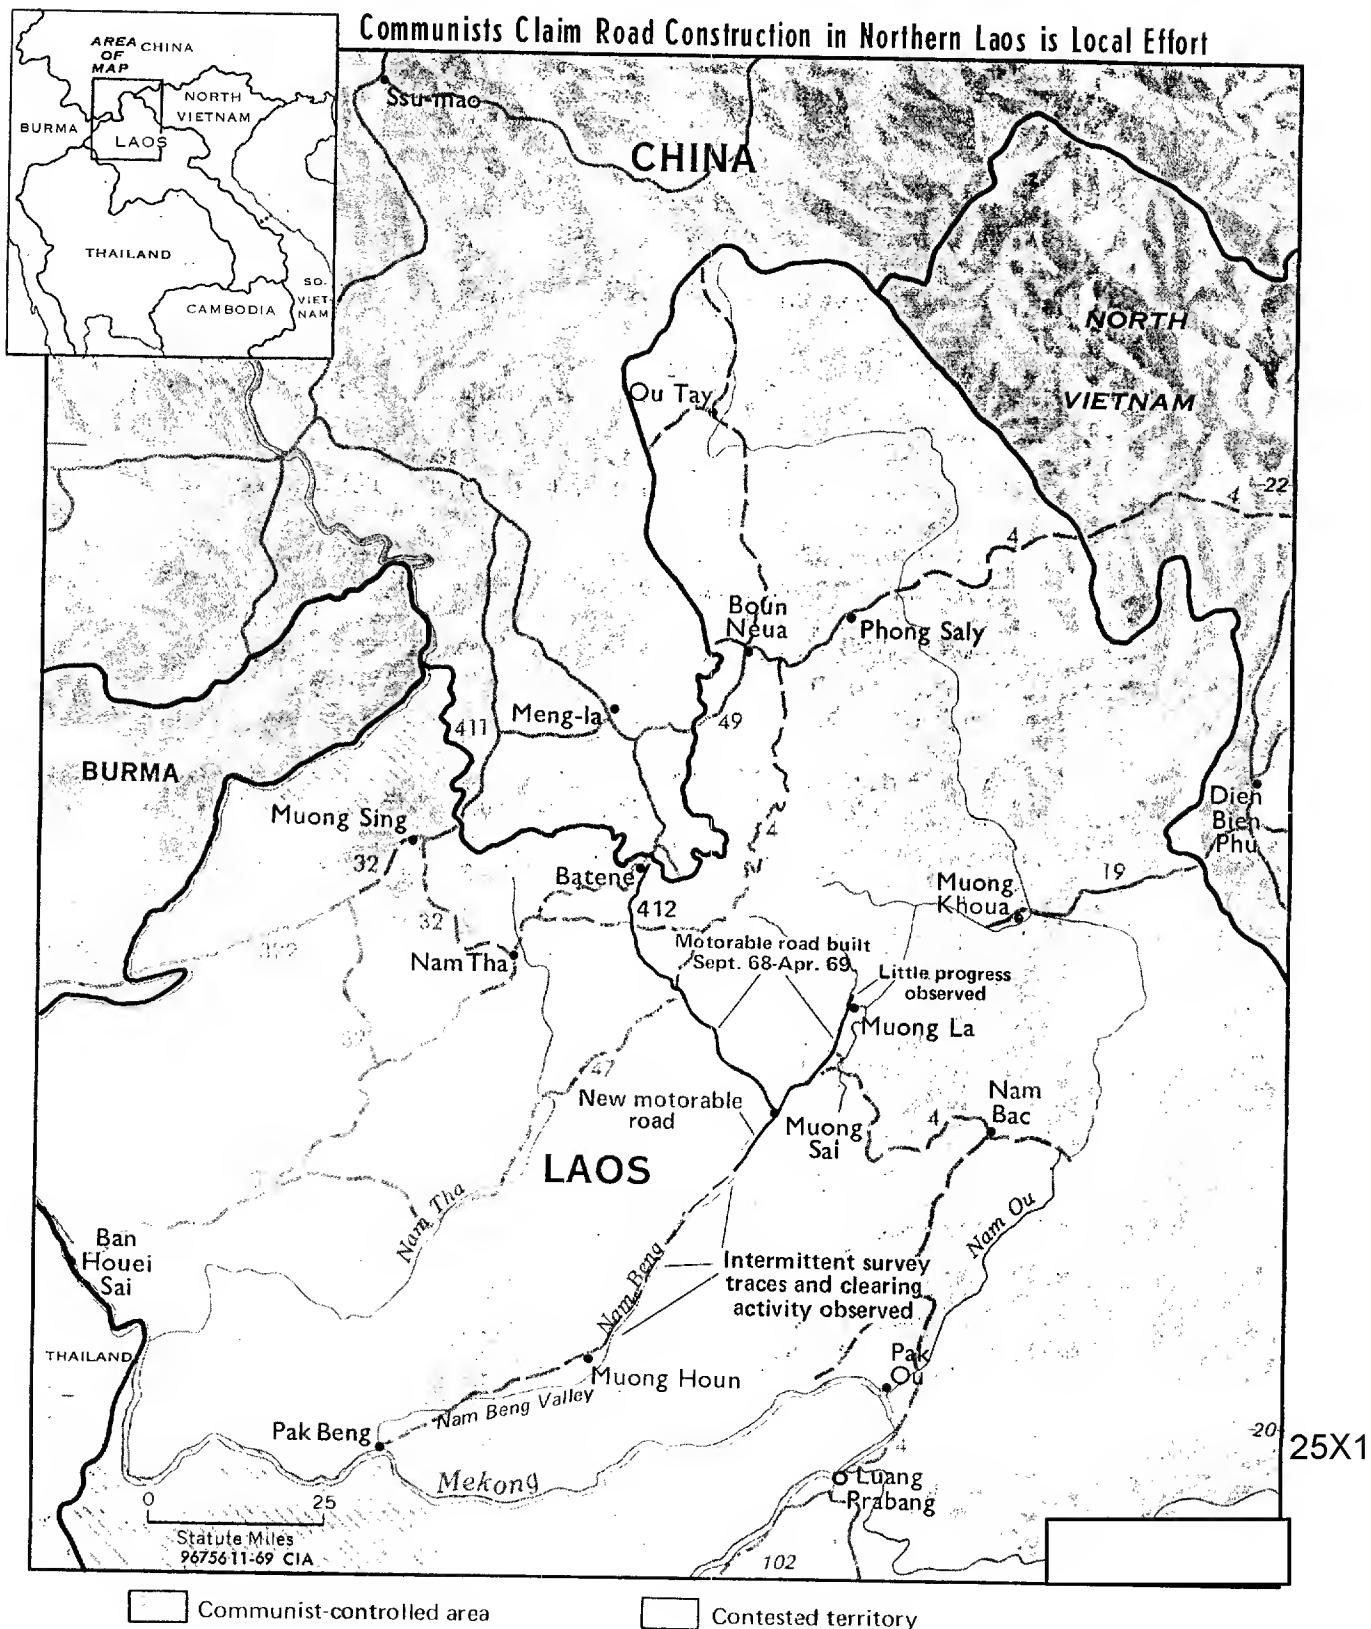 Communists Claim Road Construction in Northern Laos is Local Effort
AREA
OF
MAP
CHINA
NORTH
VIETNAM
BURMA
LAOS
THAILAND
CAMBODIA
SO.
VIET
NAM
Ssu-mao
CHINA
NORTH
VIETNAM
Ou Tay
4
22
4
Boun
Neua
Phong Saly
Meng-la
411
49
BURMA
Dien
Bien
Phu
Muong Sing
4
32
Batene
19
Muong
Khoua
412
32
Motorable road built
Sept. 68-Apr. 69
Nam Tha
Little progress
observed
Muong La
47
New motorable
road
Nam
Bac
4
Muong
Sai
LAOS
Nam Tha
Nam Ou
Ban
Houei
Sai
Nam Beng
Intermittent survey
traces and clearing
activity observed
THAILAND
Pak
Ou
Muong Houn
Nam Beng Valley
Pak Beng
20
25X1
4
Mekong
Luang
Prabang
0 25
Statute Miles
96756 11-69 CIA
102
Communist-controlled area
Contested territory